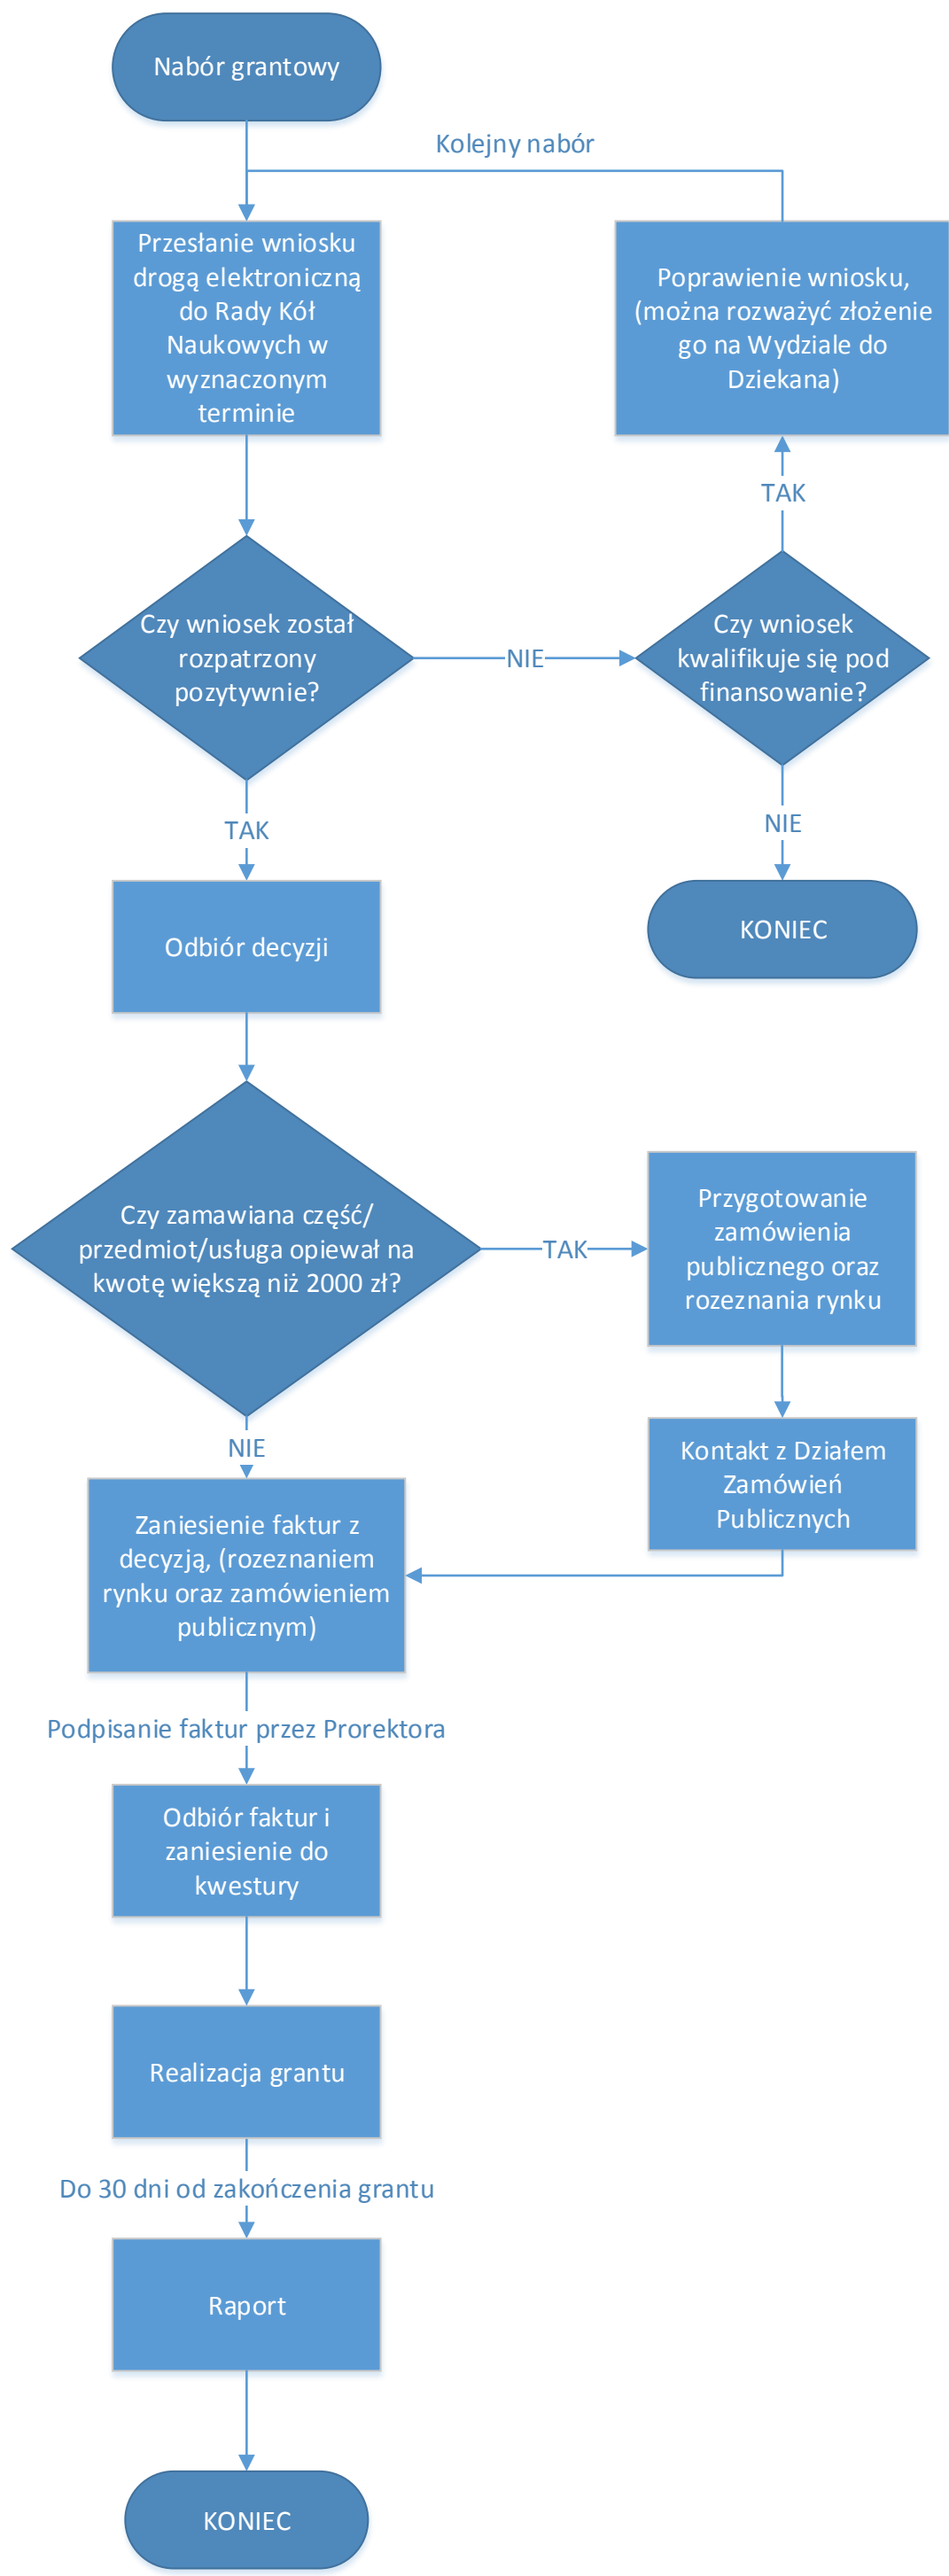 Nabór grantowy
Kolejny nabór
Przesłanie wniosku
drogą elektroniczną
do Rady Kół
Naukowych w
wyznaczonym
terminie
Poprawienie wniosku,
(można rozważyć złożenie
go na Wydziale do
Dziekana)
TAK
Czy wniosek został
rozpatrzony
pozytywnie?
NIE
Czy wniosek
kwalifikuje się pod
finansowanie?
TAK
NIE
Odbiór decyzji
KONIEC
Czy zamawiana część/
przedmiot/usługa opiewał na
kwotę większą niż 2000 zł?
TAK
Przygotowanie
zamówienia
publicznego oraz
rozeznania rynku
NIE
Kontakt z Działem
Zamówień
Publicznych
Zaniesienie faktur z
decyzją, (rozeznaniem
rynku oraz zamówieniem
publicznym)
Podpisanie faktur przez Prorektora
Odbiór faktur i
zaniesienie do
kwestury
Realizacja grantu
Do 30 dni od zakończenia grantu
Raport
KONIEC